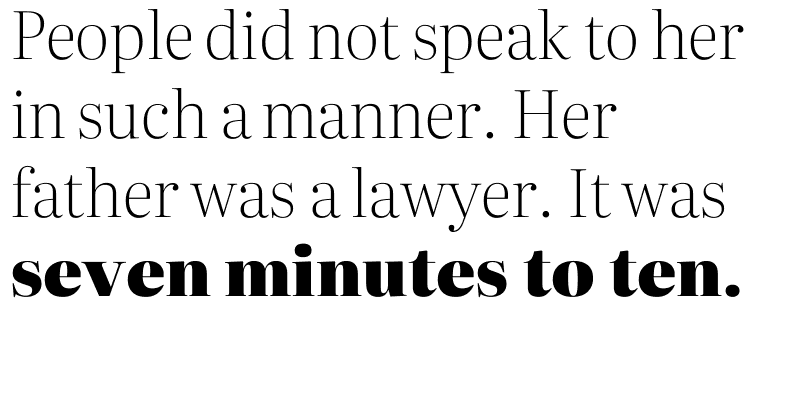 People did not speak to her
in such a manner. Her
father was a lawyer. It was
seven minutes to ten.